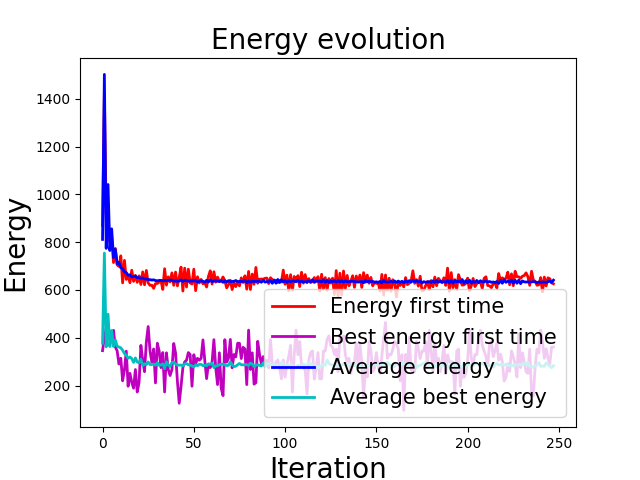 Energy evolution
Energy
1400
1200
1000
800
600
400
200
Energy first time
Best energy first time
Average energy
Average best energy
0 50 100 150 200 250
Iteration